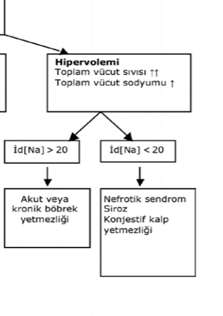 Hipervolemi
Toplam vücut sıvısı ↑↑
Toplam vücut sodyumu ↑
İd[Na] > 20
İd[Na] < 20
Akut veya
kronik böbrek
yetmezliği
Nefrotik sendrom
Siroz
Konjestif kalp
yetmezliği